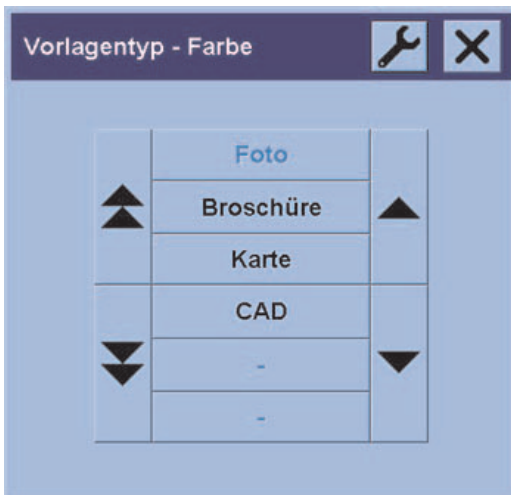 Vorlagentyp - Farbe
Foto
Broschüre
Karte
CAD
-
-